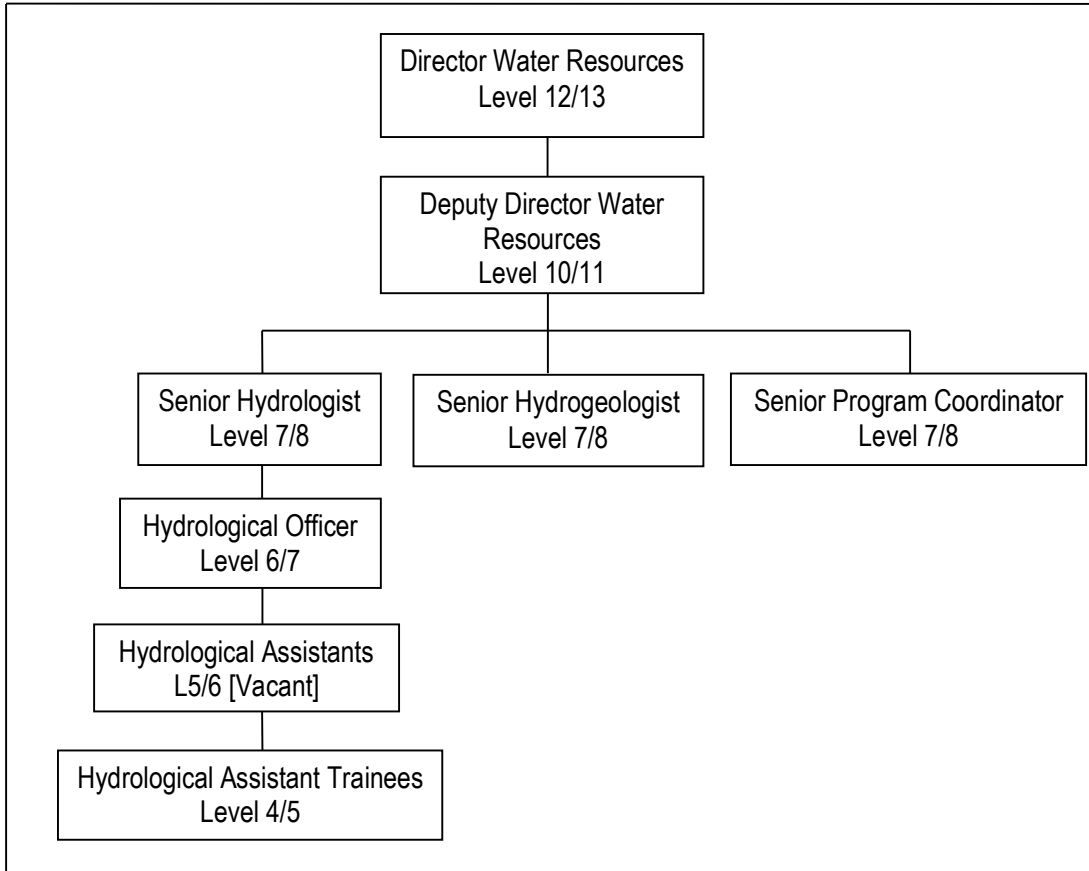 Director Water Resources
Level 12/13
Deputy Director Water
Resources
Level 10/11
Senior Hydrologist
Level 7/8
Senior Hydrogeologist
Level 7/8
Senior Program Coordinator
Level 7/8
Hydrological Officer
Level 6/7
Hydrological Assistants
L5/6 [Vacant]
Hydrological Assistant Trainees
Level 4/5